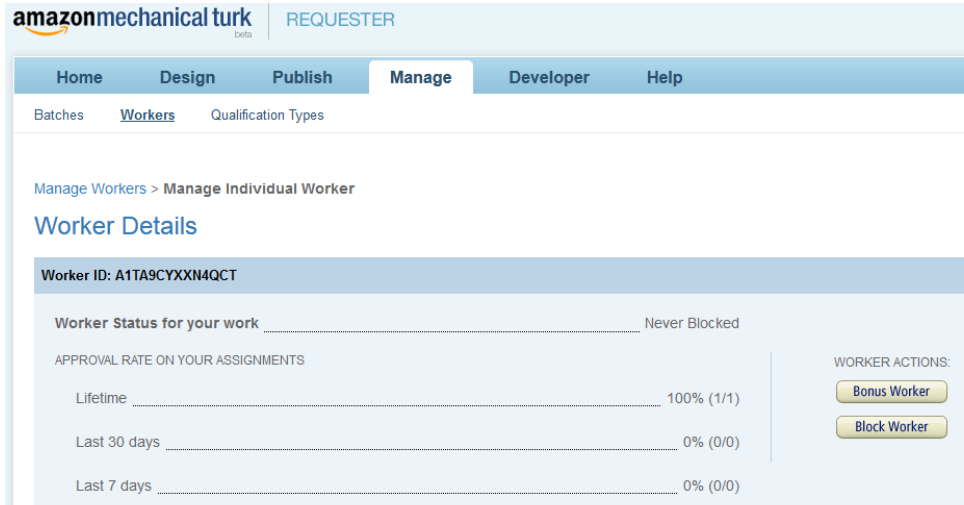 amazonmechanical turk REQUESTER
beta
Home Design Publish Manage Developer Help
Batches Workers Qualification Types
Manage Workers > Manage Individual Worker
Worker Details
Worker ID: A1TA9CYXXN4QCT
Worker Status for your work Never Blocked
APPROVAL RATE ON YOUR ASSIGNMENTS
WORKER ACTIONS:
Lifetime 100% (1/1)
Bonus Worker
Block Worker
Last 30 days 0% (0/0)
Last 7 days 0% (0/0)